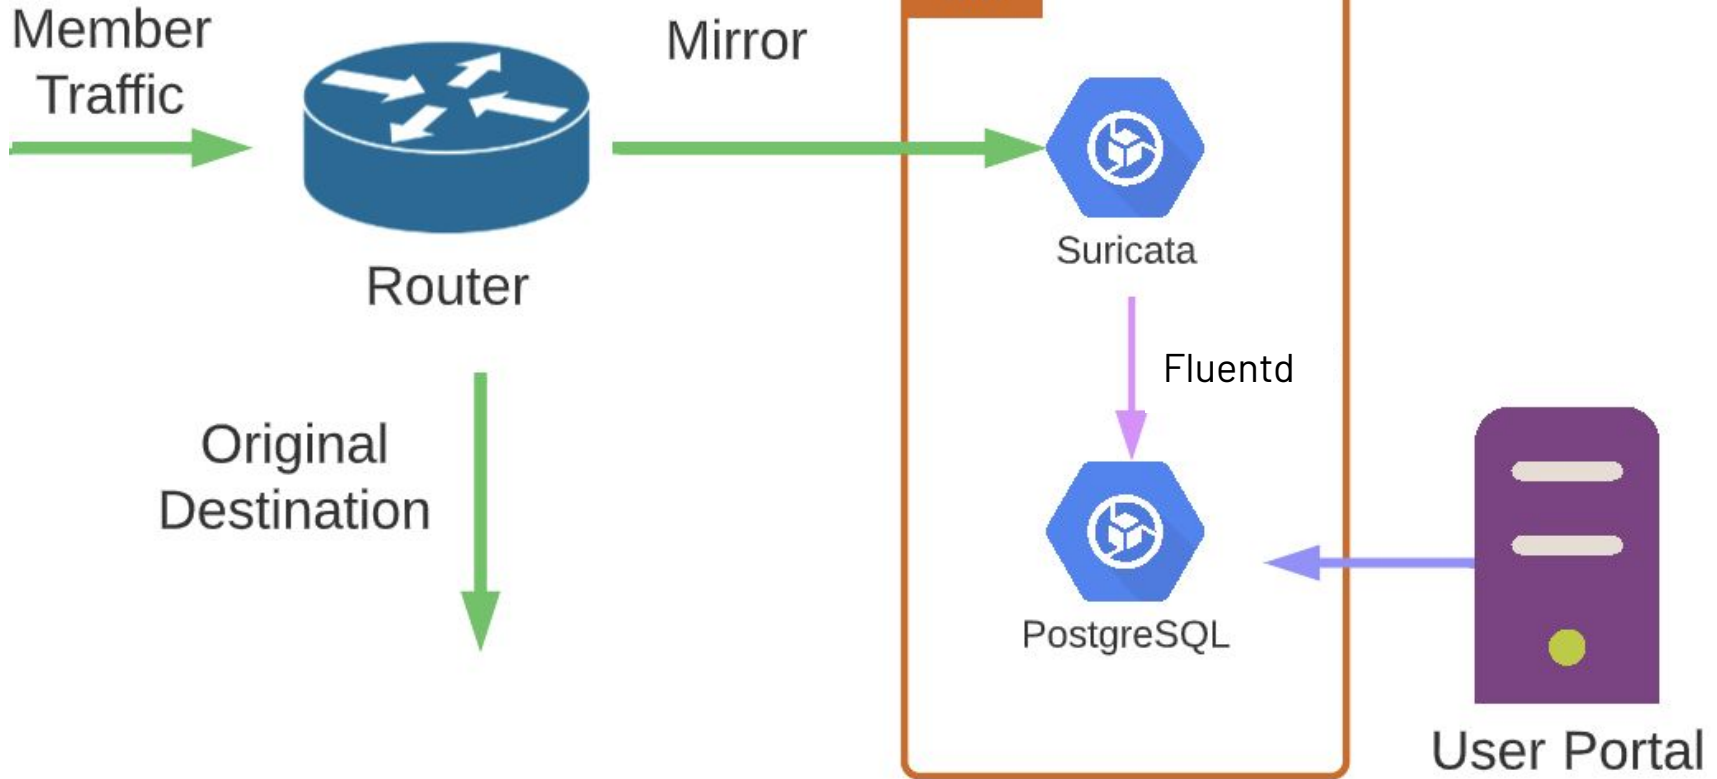 Member
Traffic
Mirror
Router
Suricata
Fluentd
Original
Destination
PostgreSQL
User Portal